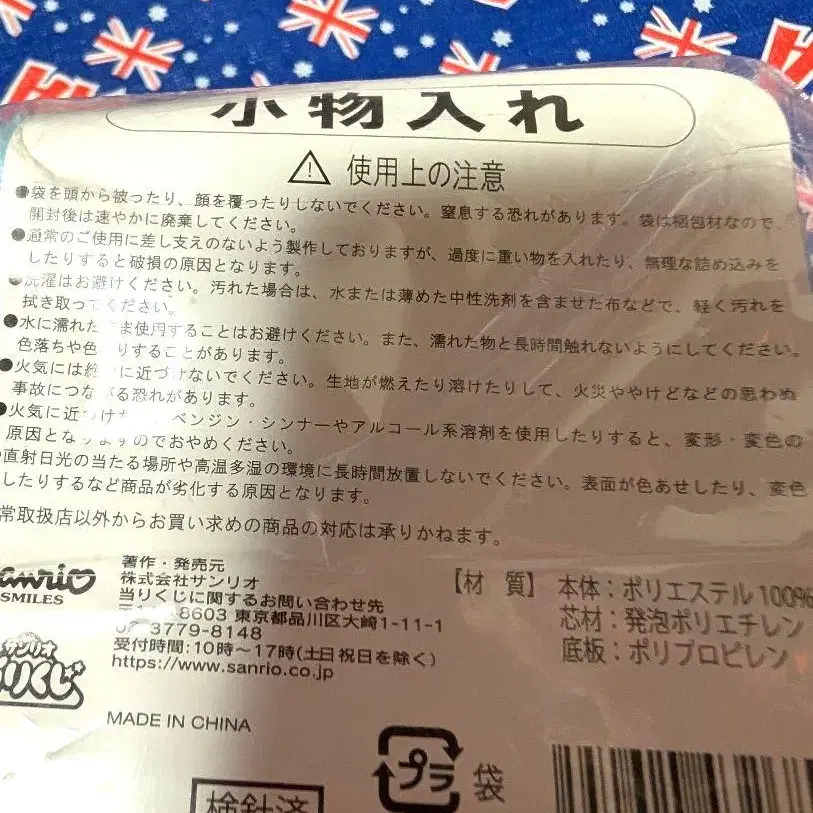 小物入れ
使用上の注意
●袋を頭から被ったり、顔を覆ったりしないでください。窒息する恐れがあります。袋は梱包材なので、
開封後は速やかに廃棄してください。
●通常のご使用に差し支えのないよう製作しておりますが、過度に重い物を入れたり、無理な詰め込みを
したりすると破損の原因となります。
●洗濯はお避けください。汚れた場合は、水または薄めた中性洗剤を含ませた布などで、軽く汚れを
拭き取ってください。
●水に濡れたまま使用することはお避けください。また、濡れた物と長時間触れないようにしてください。
色落ちや色りすることがあります。
●火気には絶対近づけないでください。生地が燃えたり溶けたりして、火災ややけどなどの思わぬ
事故につながる恐れがあります。
●火気に近づけ ベンジン・シンナーやアルコール系溶剤を使用したりすると、変形・変色の
原因となりますのでおやめください。
直射日光の当たる場所や高温多湿の環境に長時間放置しないでください。表面が色あせしたり、変色
したりするなど商品が劣化する原因となります。
常取扱店以外からお買い求めの商品の対応は承りかねます。
Sanrio
SMILES
サンリオ
りくじ
著作・発売元
株式会社サンリオ
当りくじに関するお問い合わせ先
-8603 東京都品川区大崎1-11-1
3779-8148
受付時間:10時〜17時(土日祝日を除く)
https://www.sanrio.co.jp
MADE IN CHINA
【材 質】 本体:ポリエステル100%
芯材:発泡ポリエチレン
底板:ポリプロピレン
プラ 袋
検針済